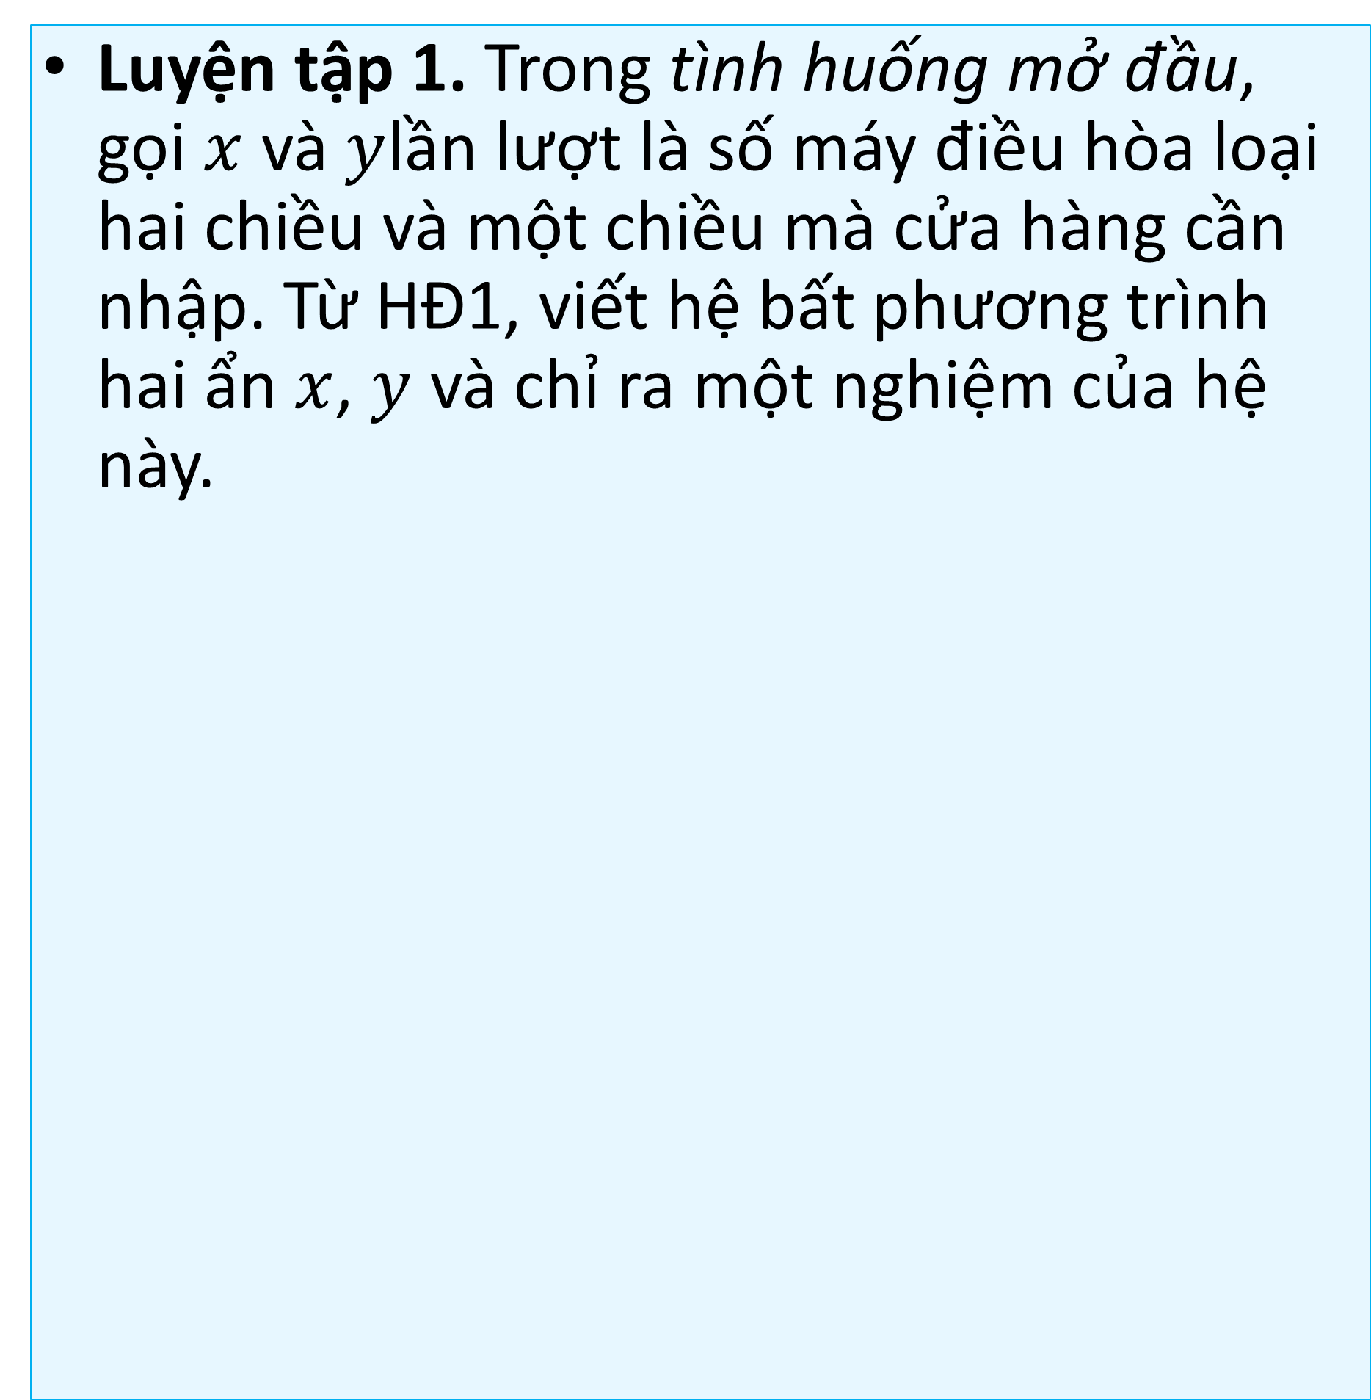 • Luyện tập 1. Trong tình huống mở đầu,
gọi 𝑥 và 𝑦lần lượt là số máy điều hòa loại
hai chiều và một chiều mà cửa hàng cần
nhập. Từ HĐ1, viết hệ bất phương trình
hai ẩn 𝑥, 𝑦 và chỉ ra một nghiệm của hệ
này.